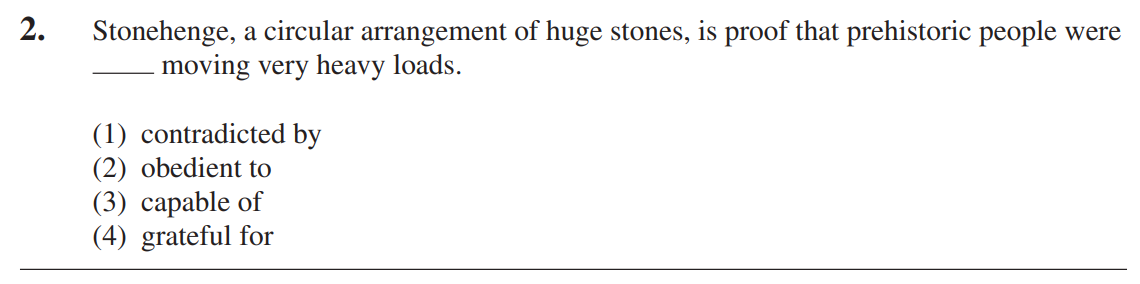 2. Stonehenge, a circular arrangement of huge stones, is proof that prehistoric people were
____ moving very heavy loads.
(1) contradicted by
(2) obedient to
(3) capable of
(4) grateful for